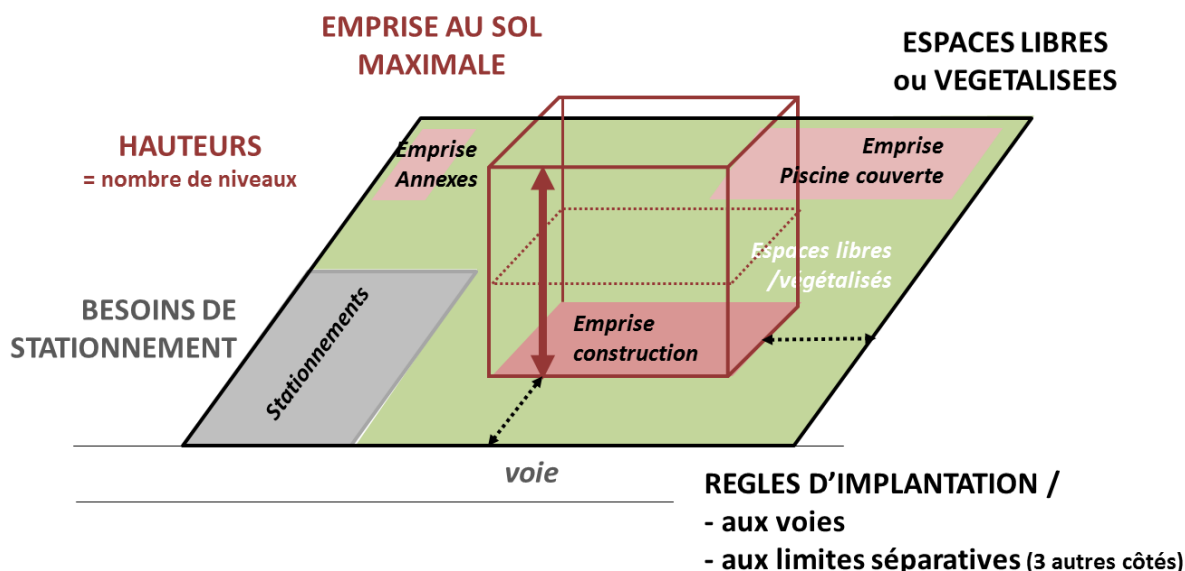 EMPRISE AU SOL
MAXIMALE
ESPACES LIBRES
ou VEGETALISEES
HAUTEURS
= nombre de niveaux
Emprise
Annexes
Emprise
Piscine couverte
Espaces libres
/végétalisés
BESOINS DE
STATIONNEMENT
Stationnements
Emprise
construction
voie
REGLES D’IMPLANTATION /
- aux voies
- aux limites séparatives (3 autres côtés)